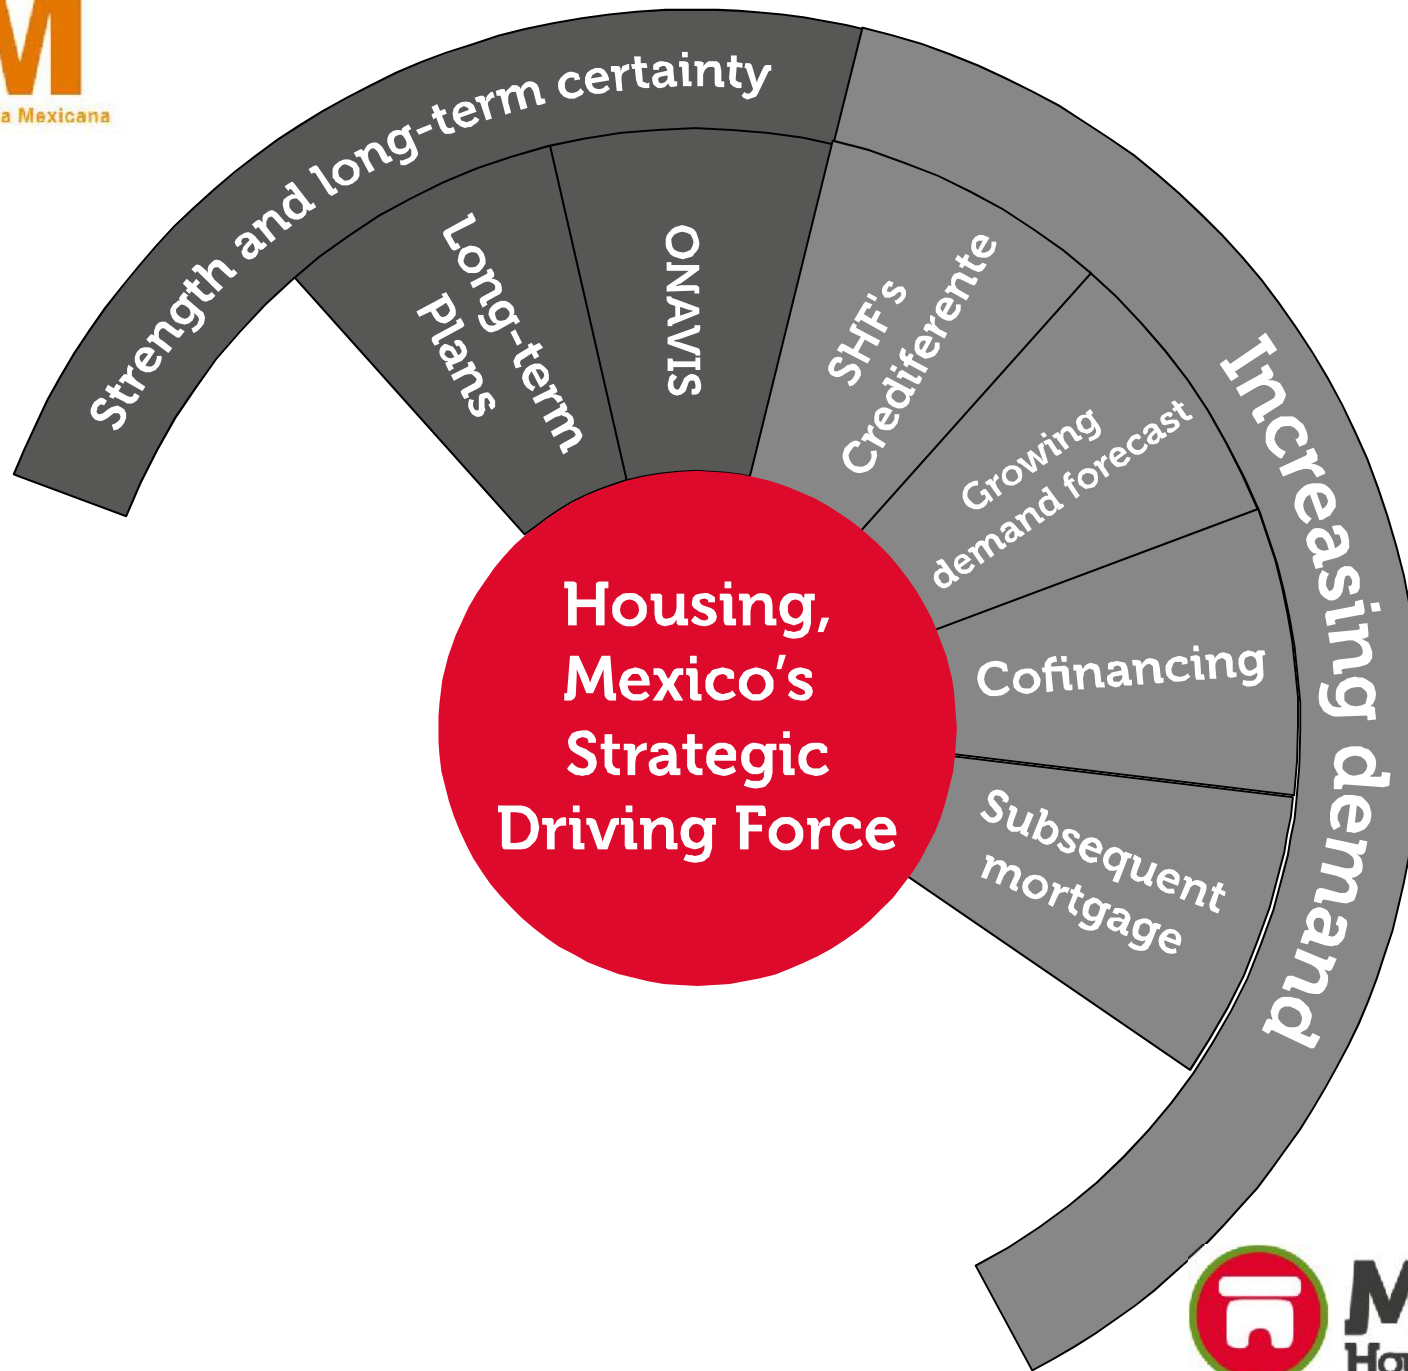 M
a Mexicana
Strength and long-term certainty
Long-term
Plans
ONAVIS
SHF's
Crediferente
Growing
demand forecast
Cofinancing
Subsequent
mortgage
Increasing demand
Housing,
Mexico’s
Strategic
Driving Force
M